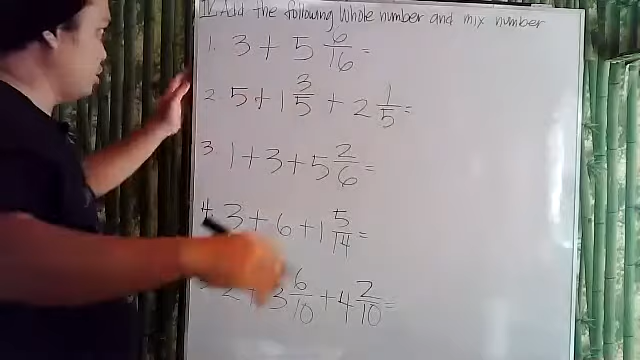 IV. Add the following Whole number and mix number
1. 3 + 5 6/16 =
2. 5 + 1 3/5 + 2 1/5 =
3. 1 + 3 + 5 2/6 =
4. 3 + 6 + 1 5/14 =
5. 2 + 3 6/10 + 4 2/10 =